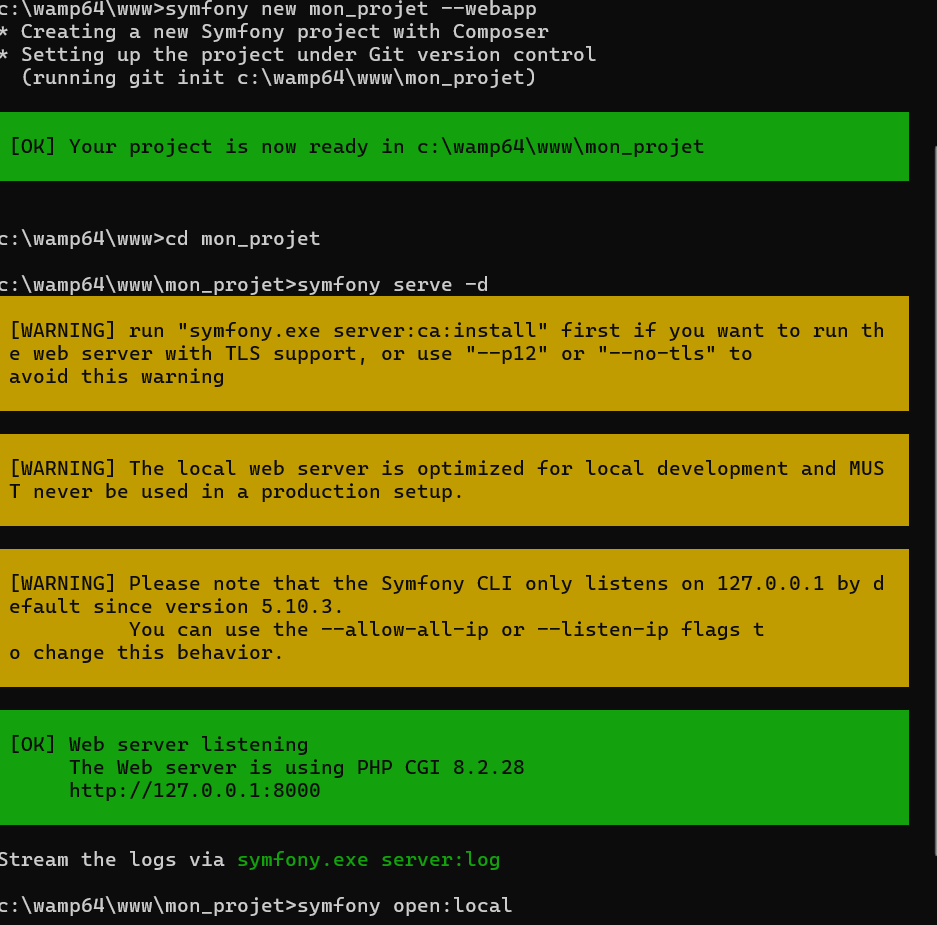 c:\wamp64\www>symfony new mon_projet --webapp
* Creating a new Symfony project with Composer
* Setting up the project under Git version control
  (running git init c:\wamp64\www\mon_projet)
[OK] Your project is now ready in c:\wamp64\www\mon_projet
c:\wamp64\www>cd mon_projet
c:\wamp64\www\mon_projet>symfony serve -d
[WARNING] run "symfony.exe server:ca:install" first if you want to run th
e web server with TLS support, or use "--p12" or "--no-tls" to
avoid this warning
[WARNING] The local web server is optimized for local development and MUS
T never be used in a production setup.
[WARNING] Please note that the Symfony CLI only listens on 127.0.0.1 by d
efault since version 5.10.3.
          You can use the --allow-all-ip or --listen-ip flags t
o change this behavior.
[OK] Web server listening
     The Web server is using PHP CGI 8.2.28
     http://127.0.0.1:8000
Stream the logs via symfony.exe server:log
c:\wamp64\www\mon_projet>symfony open:local